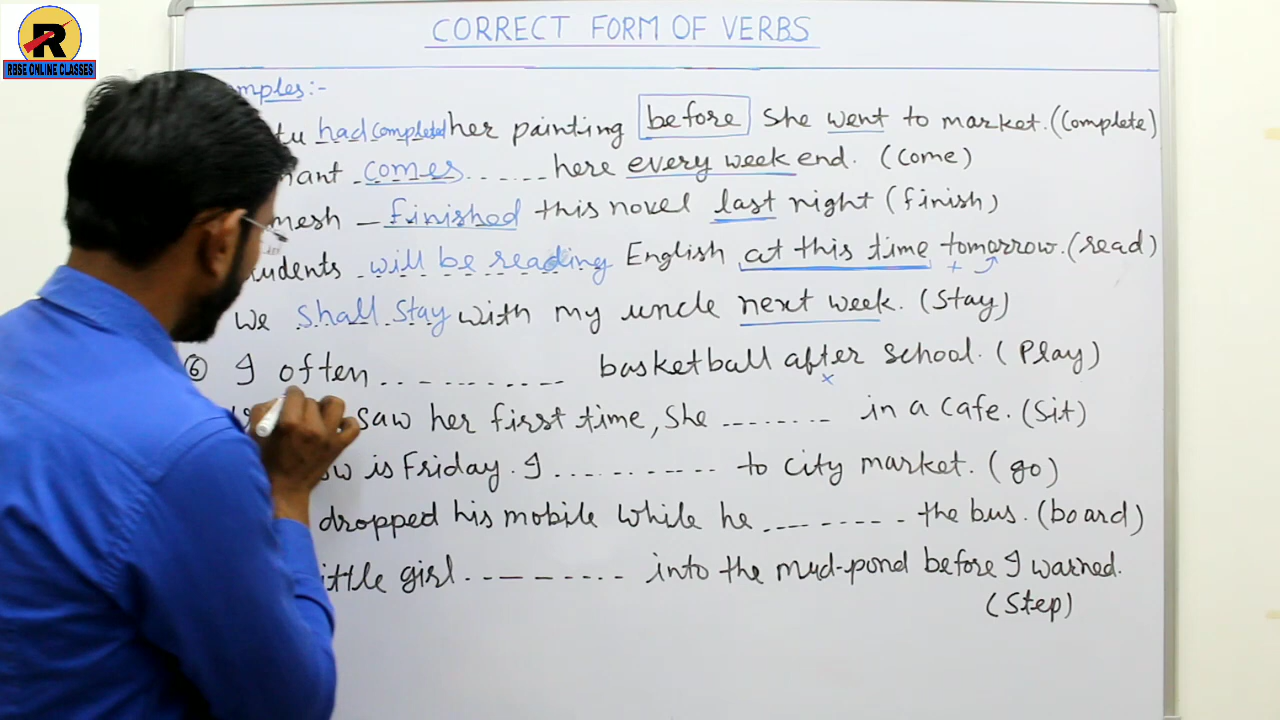 R
RBSE ONLINE CLASSES
CORRECT FORM OF VERBS
mples:-
tu had completed her painting before she went to market. (Complete)
ant comes here every week end. (Come)
mesh finished this novel last night (finish)
tudents will be reading English at this time tomorrow. (read)
We shall stay with my uncle next week. (Stay)
6 I often basketball after school. (Play)
saw her first time, She in a cafe. (Sit)
ow is Friday. I to city market. (go)
dropped his mobile while he the bus. (board)
ittle girl into the mud-pond before I warned.
(Step)